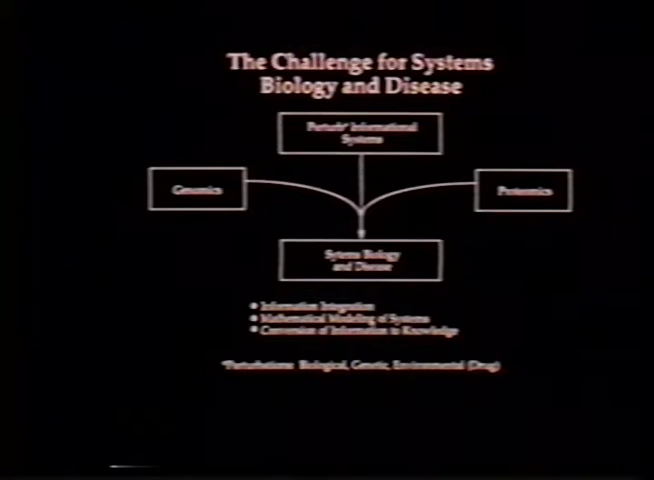 The Challenge for Systems
Biology and Disease
Perturb* Informational
Systems
Genomics
Proteomics
Sytems Biology
and Disease
Information Integration
Mathematical Modeling of Systems
Conversion of Information to Knowledge
*Perturbations: Biological, Genetic, Environmental (Drug)